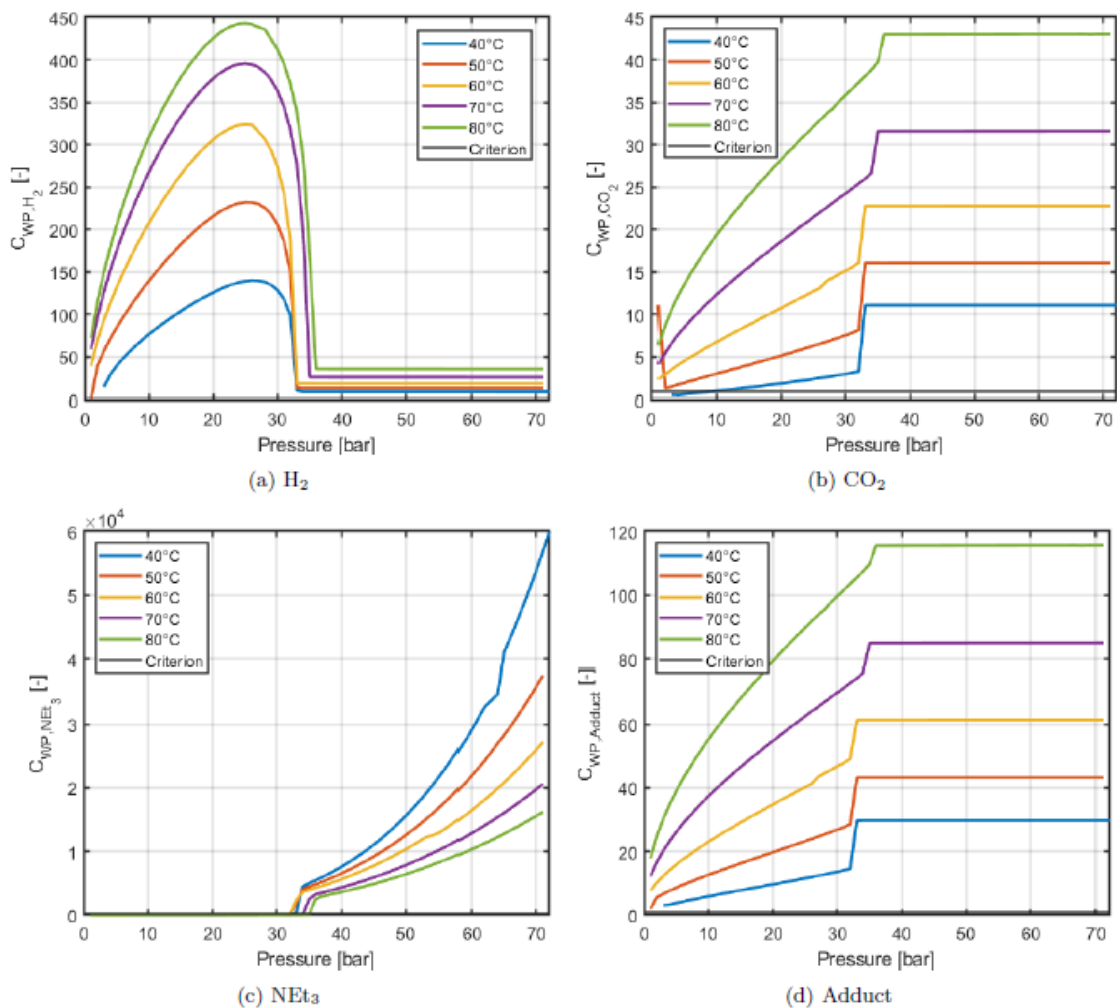 450
400
350
300
250
200
150
100
50
0
C_WP,H₂ [-]
40°C
50°C
60°C
70°C
80°C
Criterion
0 10 20 30 40 50 60 70
Pressure [bar]
(a) H₂
45
40
35
30
25
20
15
10
5
0
C_WP,CO₂ [-]
40°C
50°C
60°C
70°C
80°C
Criterion
0 10 20 30 40 50 60 70
Pressure [bar]
(b) CO₂
×10⁴
6
5
4
3
2
1
0
C_WP,NEt₃ [-]
40°C
50°C
60°C
70°C
80°C
Criterion
0 10 20 30 40 50 60 70
Pressure [bar]
(c) NEt₃
120
100
80
60
40
20
0
C_WP,Adduct [-]
40°C
50°C
60°C
70°C
80°C
Criterion
0 10 20 30 40 50 60 70
Pressure [bar]
(d) Adduct